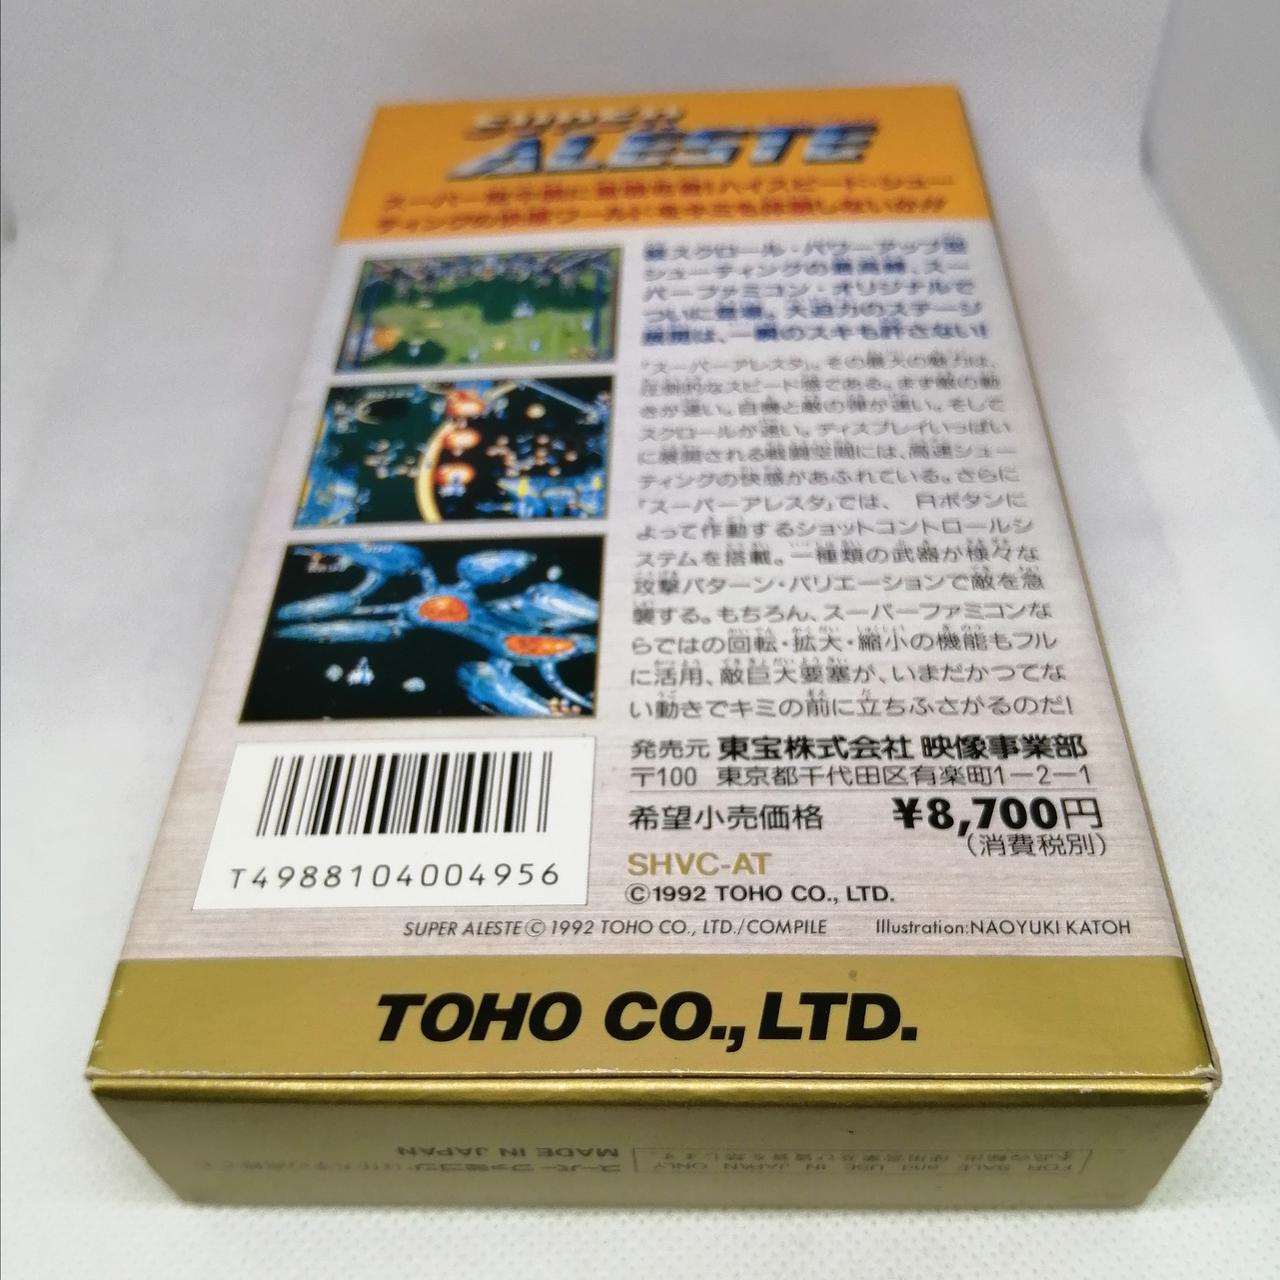 SUPER
ALESTE
スーパー
ハイスピード・シュー
ティングの快感ワールドをキミも体験しないか!!
縦スクロール・パワーアップ型
シューティングの最高峰、スー
パーファミコン・オリジナルで
ついに登場。大迫力のステージ
展開は、一瞬のスキも許さない!
「スーパーアレスタ」。その最大の魅力は、
圧倒的なスピード感である。まず敵の動
きが速い。自機と敵の弾が速い。そして
スクロールが速い。ディスプレイいっぱい
に展開される戦闘空間には、高速シュー
ティングの快感があふれている。さらに
「スーパーアレスタ」では、Rボタンに
よって作動するショットコントロールシ
ステムを搭載。一種類の武器が様々な
攻撃パターン・バリエーションで敵を急
襲する。もちろん、スーパーファミコンな
らではの回転・拡大・縮小の機能もフル
に活用、敵巨大要塞が、いまだかつてな
い動きでキミの前に立ちふさがるのだ!
発売元 東宝株式会社 映像事業部
〒100 東京都千代田区有楽町1-2-1
希望小売価格 ¥8,700円
(消費税別)
SHVC-AT
©1992 TOHO CO., LTD.
T4988104004956
SUPER ALESTE © 1992 TOHO CO., LTD./COMPILE Illustration:NAOYUKI KATOH
TOHO CO., LTD.
FOR SALE and USE IN JAPAN ONLY
本品の輸出、使用営業及び賃貸を禁じます。
MADE IN JAPAN